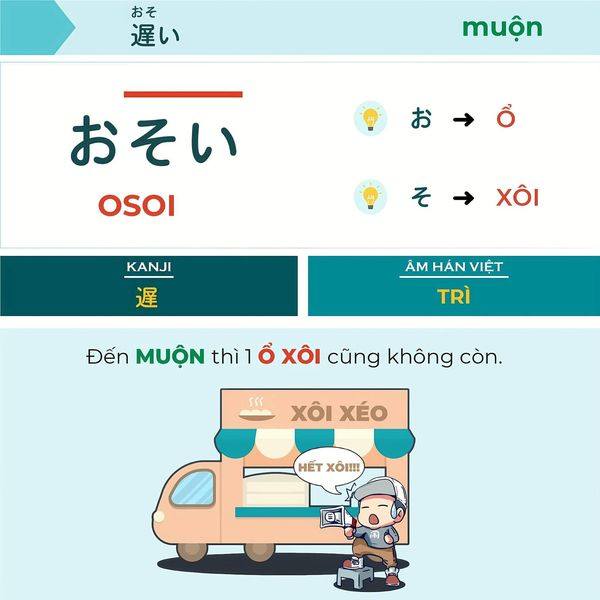 おそ
遅い
muộn
おそい
OSOI
お → Ổ
そ → XÔI
KANJI
遅
ÂM HÁN VIỆT
TRÌ
Đến MUỘN thì 1 Ổ XÔI cũng không còn.
XÔI XÉO
HẾT XÔI!!!